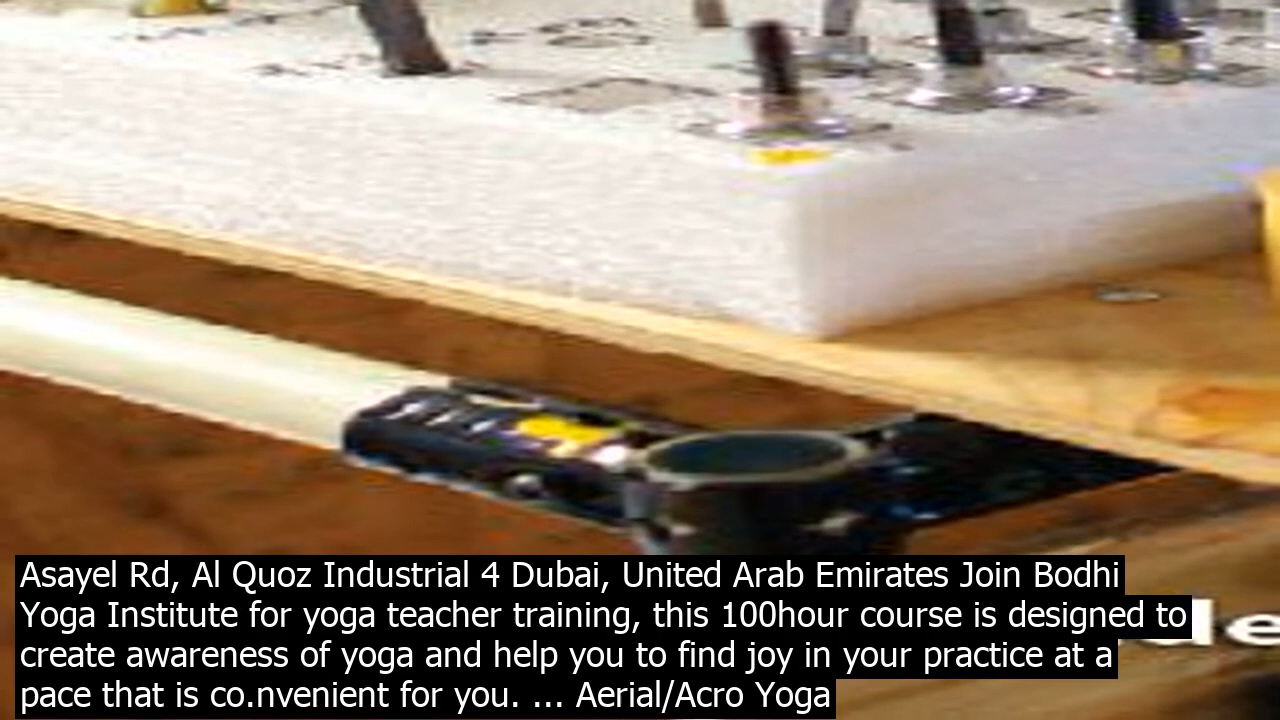 Asayel Rd, Al Quoz Industrial 4 Dubai, United Arab Emirates Join Bodhi
Yoga Institute for yoga teacher training, this 100hour course is designed to
create awareness of yoga and help you to find joy in your practice at a
pace that is co.nvenient for you. ... Aerial/Acro Yoga